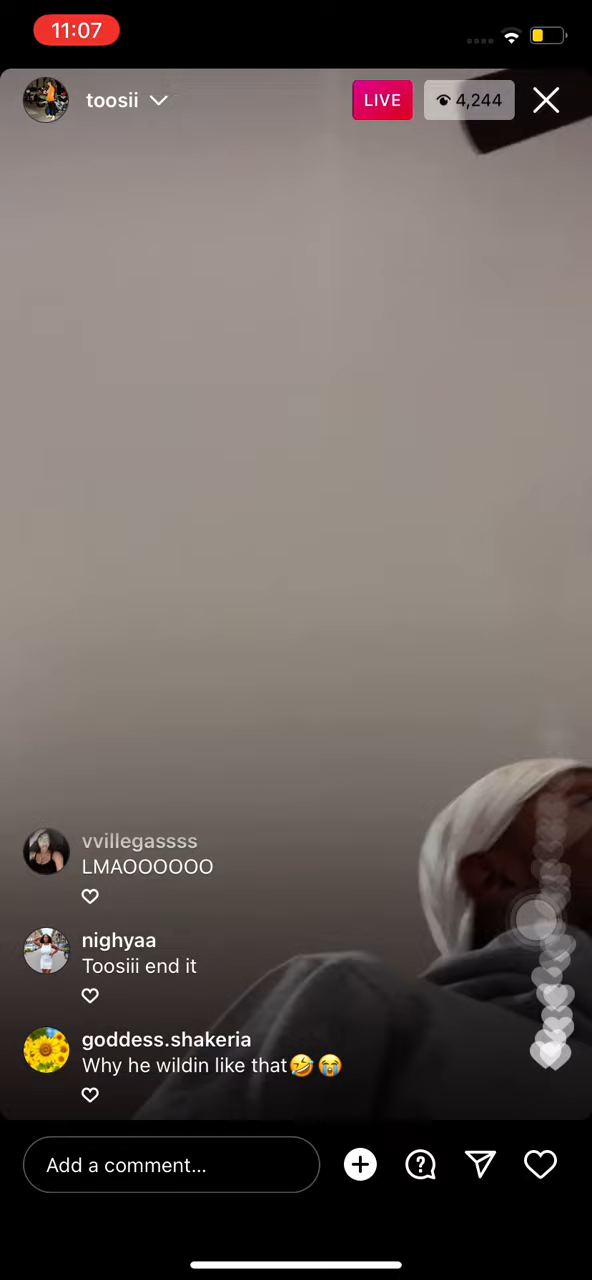 11:07
toosii
LIVE
4,244
vvillegassss
LMAOOOOOO
nighyaa
Toosiii end it
goddess.shakeria
Why he wildin like that🤣😭
Add a comment...